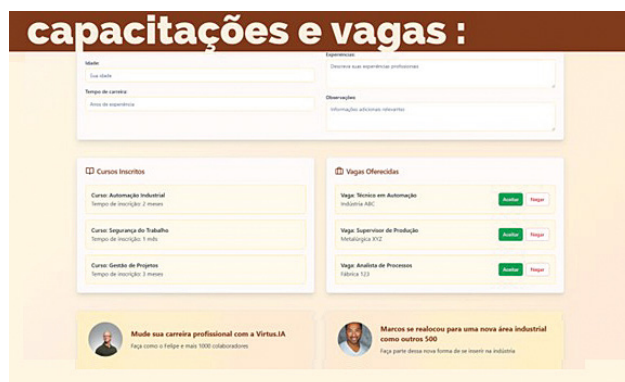 capacitações e vagas :
Idade:
Sua idade
Tempo de carreira:
Anos de experiência
Experiências:
Descreva suas experiências profissionais
Observações:
Informações adicionais relevantes
Cursos Inscritos
Curso: Automação Industrial
Tempo de inscrição: 2 meses
Curso: Segurança do Trabalho
Tempo de inscrição: 1 mês
Curso: Gestão de Projetos
Tempo de inscrição: 3 meses
Vagas Oferecidas
Vaga: Técnico em Automação
Indústria ABC
Aceitar Negar
Vaga: Supervisor de Produção
Metalúrgica XYZ
Aceitar Negar
Vaga: Analista de Processos
Fábrica 123
Aceitar Negar
Mude sua carreira profissional com a Virtus.IA
Faça como o Felipe e mais 1000 colaboradores
Marcos se realocou para uma nova área industrial
como outros 500
Faça parte dessa nova forma de se inserir na indústria